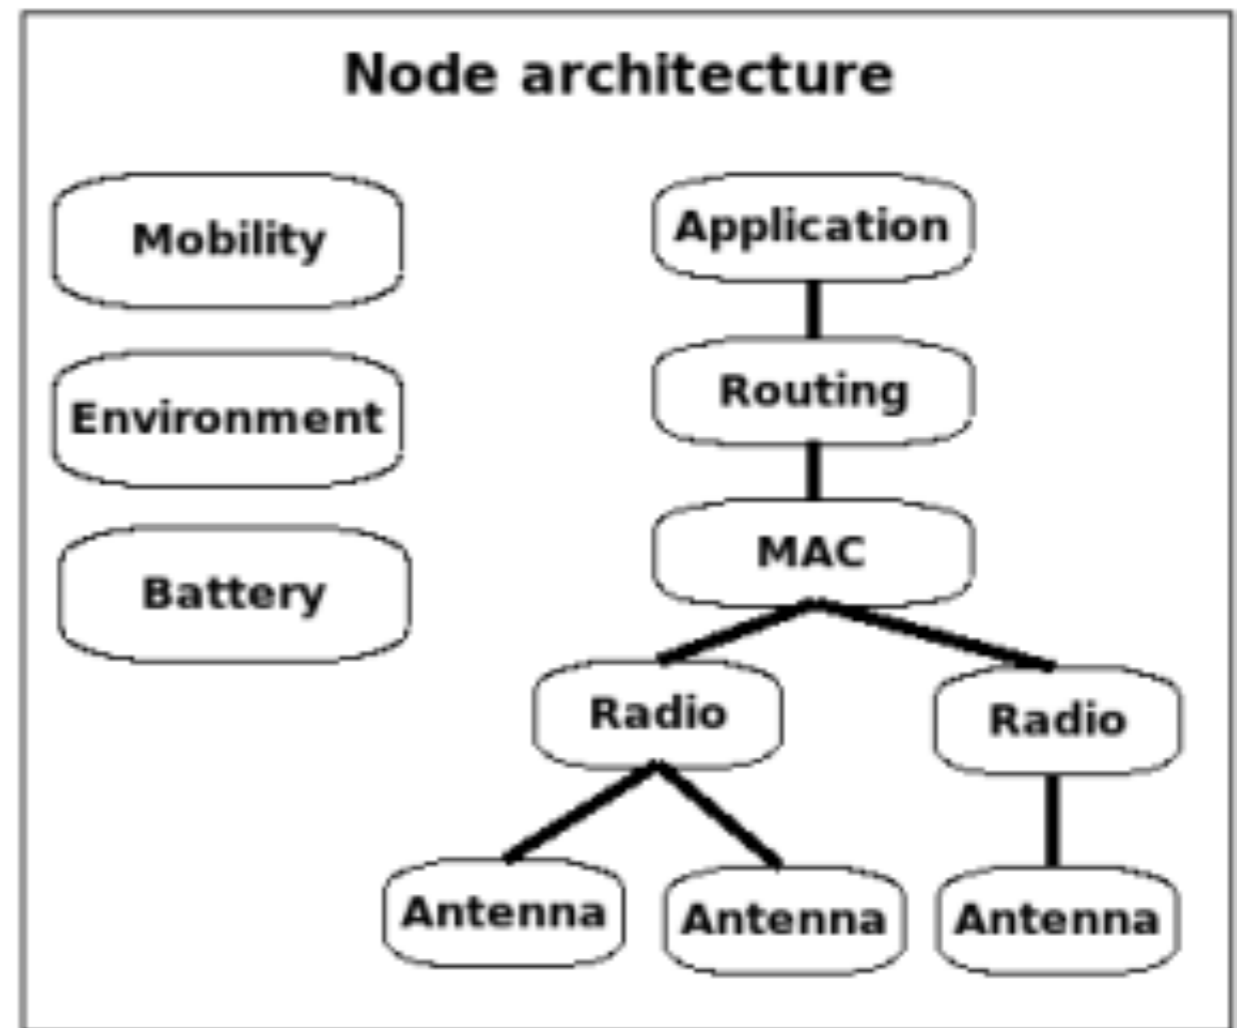 Node architecture
Mobility
Environment
Battery
Application
Routing
MAC
Radio
Radio
Antenna
Antenna
Antenna